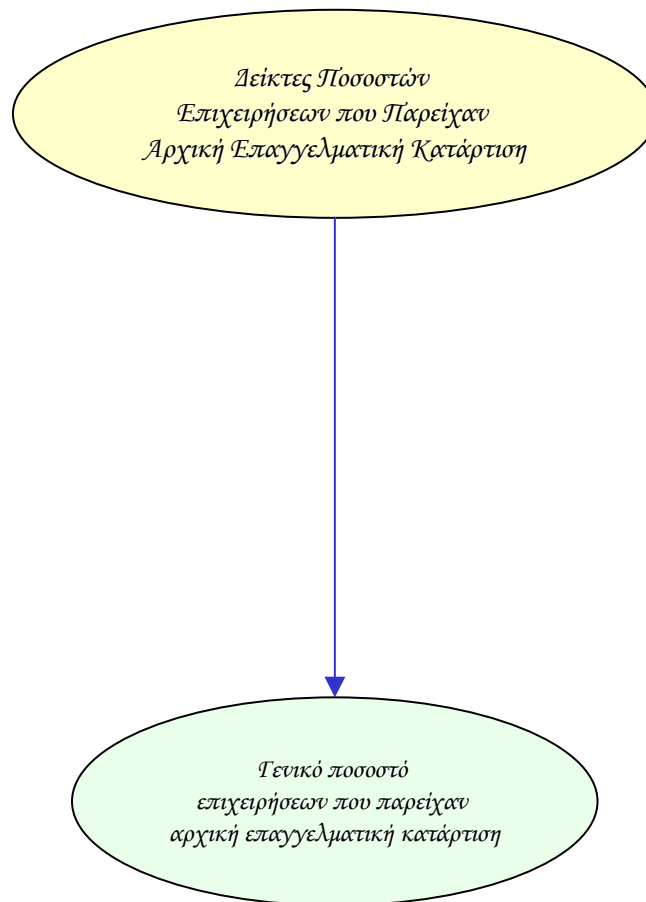 Δείκτες Ποσοστών
Επιχειρήσεων που Παρείχαν
Αρχική Επαγγελματική Κατάρτιση
Γενικό ποσοστό
επιχειρήσεων που παρείχαν
αρχική επαγγελματική κατάρτιση